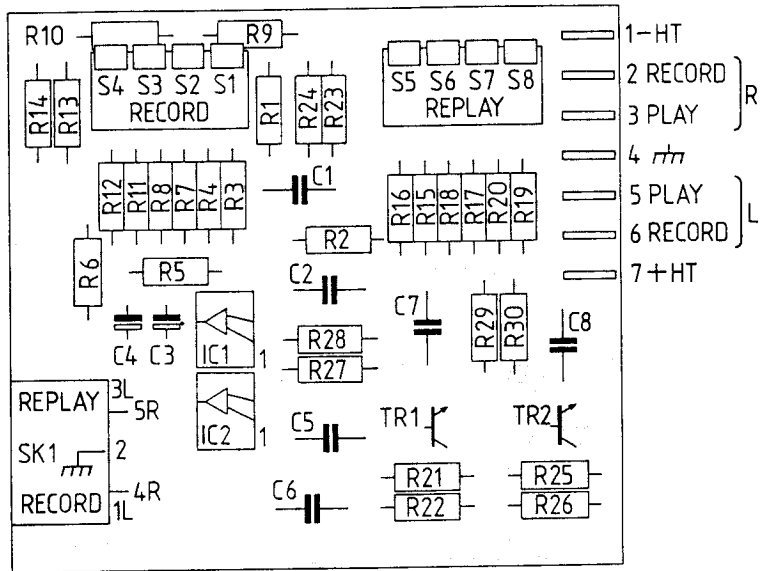 R10
R9
1-HT
S4 S3 S2 S1
RECORD
S5 S6 S7 S8
REPLAY
2 RECORD
3 PLAY
R
R14
R13
R1
R24
R23
4
R12
R11
R8
R7
R4
R3
C1
R16
R15
R18
R17
R20
R19
5 PLAY
6 RECORD
L
R2
R6
R5
C2
7+HT
C4
C3
IC1
1
R28
R27
C7
R29
R30
C8
IC2
1
REPLAY
3L
5R
SK1
2
RECORD
4R
1L
C5
TR1
TR2
C6
R21
R22
R25
R26